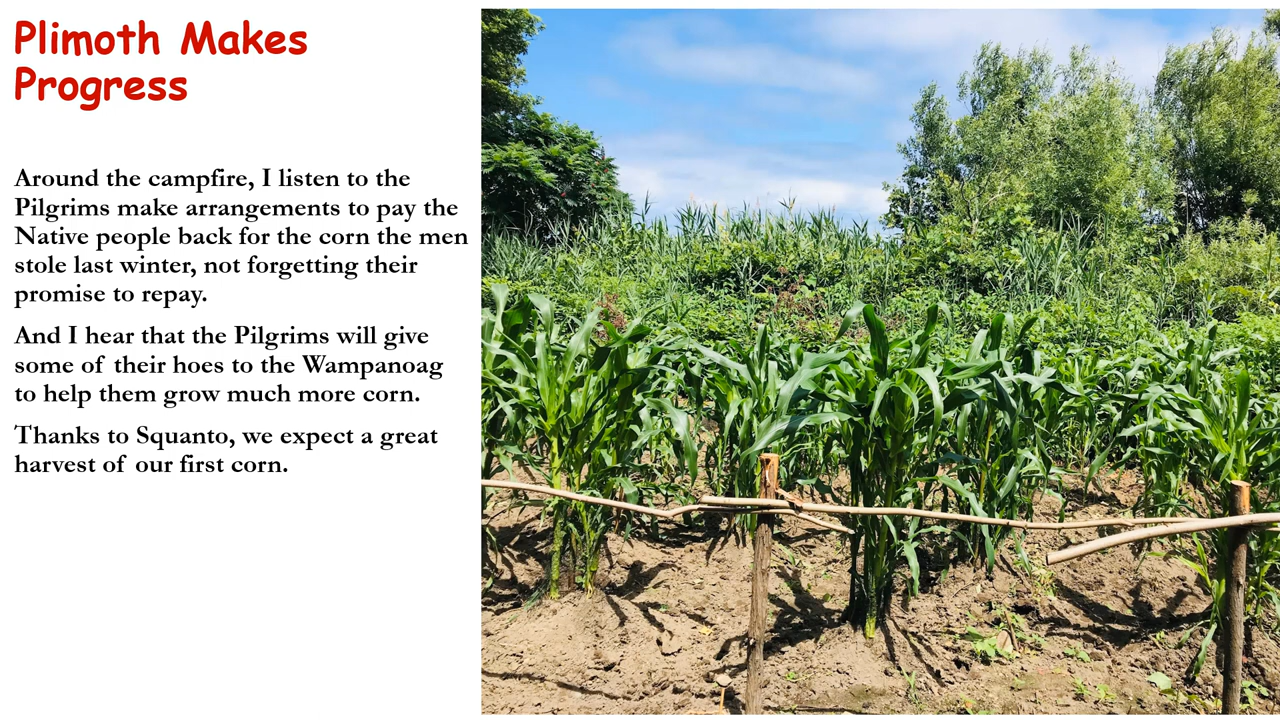 Plimoth Makes
Progress
Around the campfire, I listen to the
Pilgrims make arrangements to pay the
Native people back for the corn the men
stole last winter, not forgetting their
promise to repay.
And I hear that the Pilgrims will give
some of their hoes to the Wampanoag
to help them grow much more corn.
Thanks to Squanto, we expect a great
harvest of our first corn.